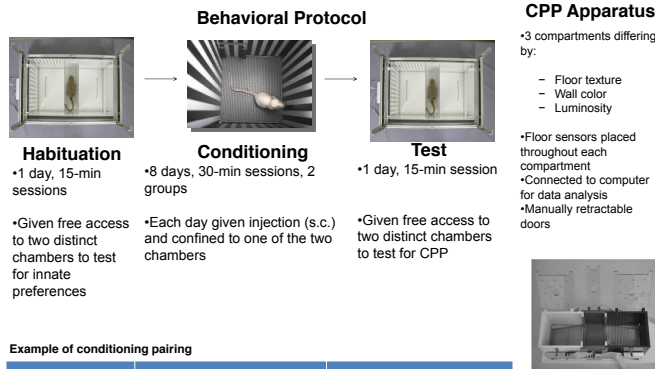 Behavioral Protocol
Habituation
•1 day, 15-min
sessions
•Given free access
to two distinct
chambers to test
for innate
preferences
Conditioning
•8 days, 30-min sessions, 2
groups
•Each day given injection (s.c.)
and confined to one of the two
chambers
Test
•1 day, 15-min session
•Given free access to
two distinct chambers
to test for CPP
CPP Apparatus
•3 compartments differing
by:
– Floor texture
– Wall color
– Luminosity
•Floor sensors placed
throughout each
compartment
•Connected to computer
for data analysis
•Manually retractable
doors
Example of conditioning pairing